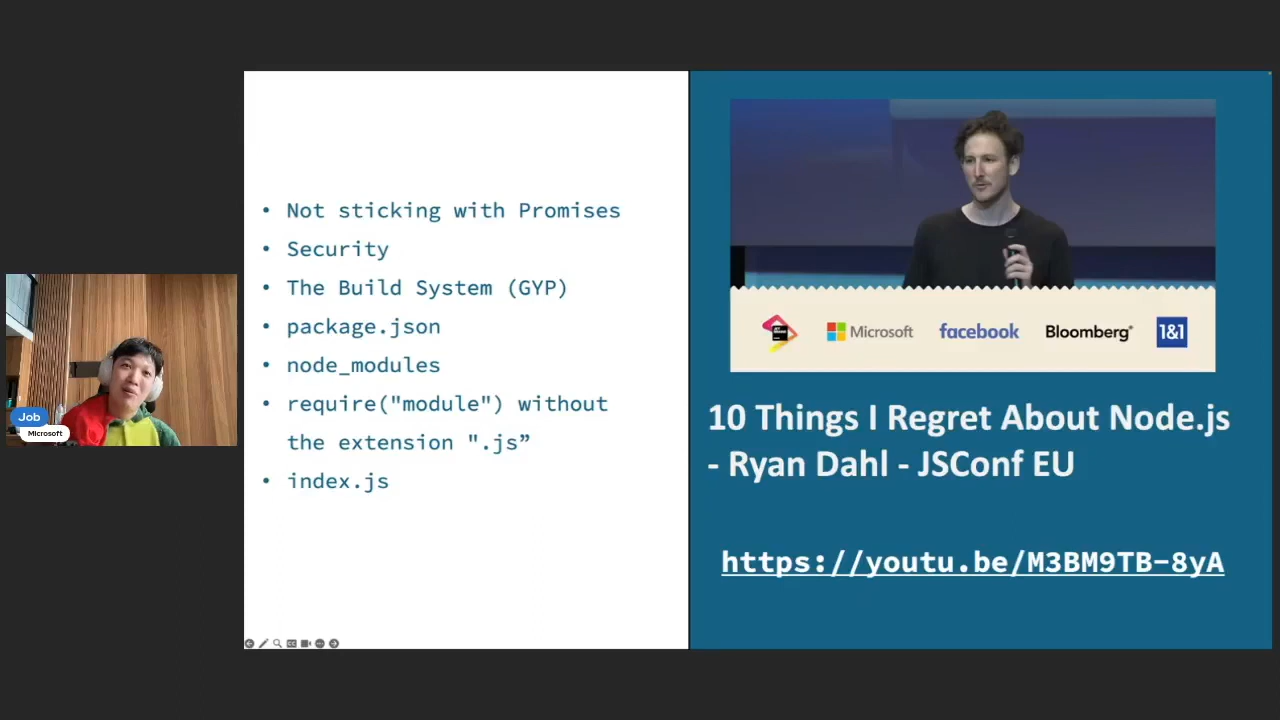 • Not sticking with Promises
• Security
• The Build System (GYP)
• package.json
• node_modules
• require("module") without
the extension ".js”
• index.js
Microsoft facebook Bloomberg® 1&1
10 Things I Regret About Node.js
- Ryan Dahl - JSConf EU
https://youtu.be/M3BM9TB-8yA
Job
Microsoft